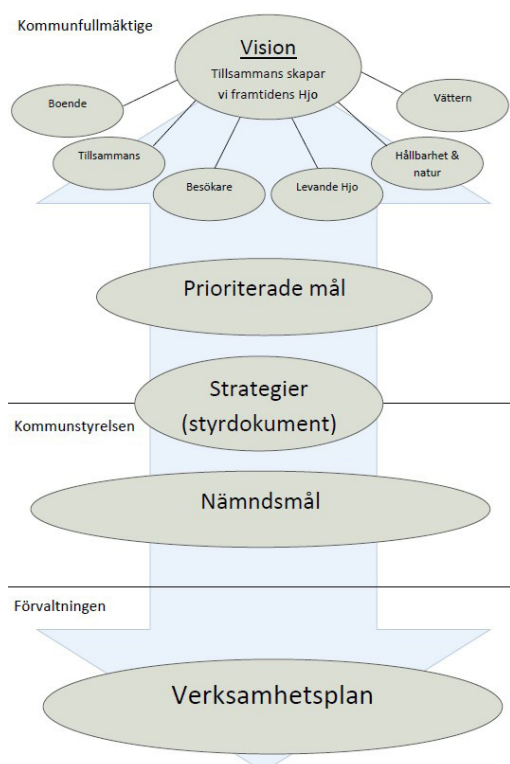 Kommunfullmäktige
Vision
Tillsammans skapar
vi framtidens Hjo
Boende
Vättern
Tillsammans
Hållbarhet &
natur
Besökare
Levande Hjo
Prioriterade mål
Strategier
(styrdokument)
Kommunstyrelsen
Nämndsmål
Förvaltningen
Verksamhetsplan